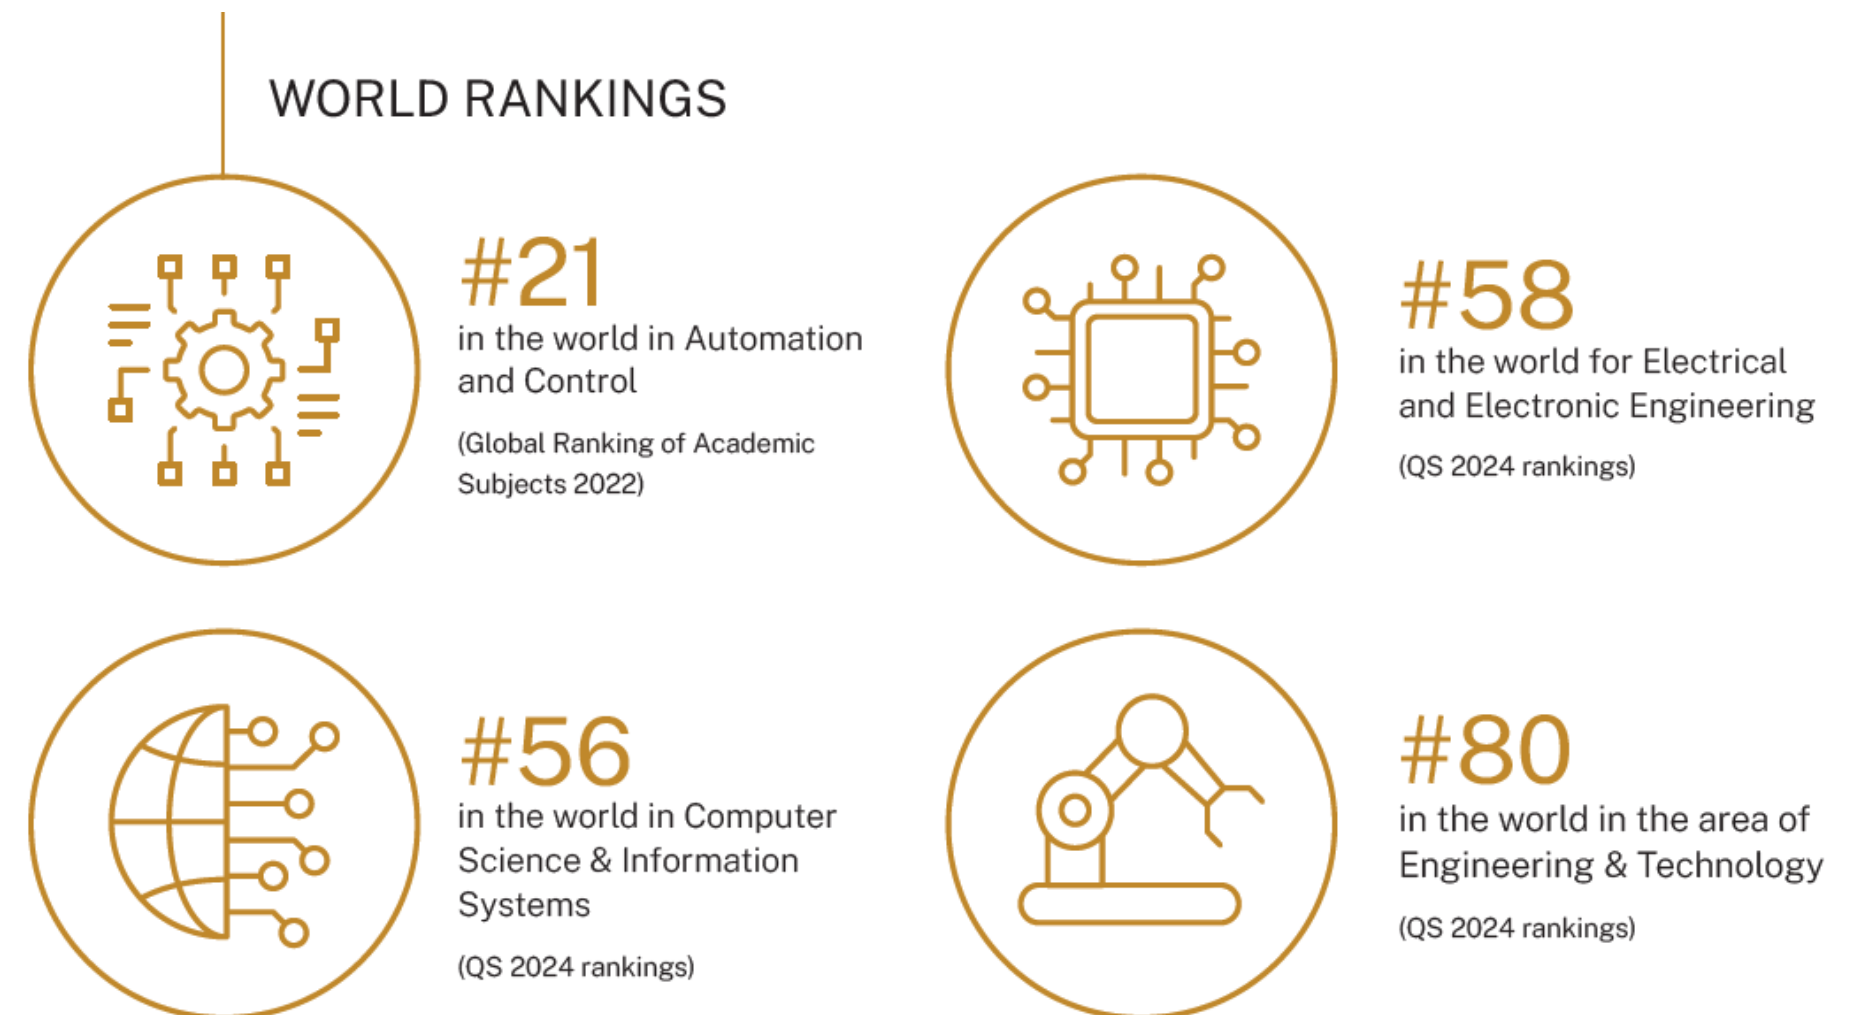 WORLD RANKINGS
#21
in the world in Automation
and Control
(Global Ranking of Academic
Subjects 2022)
#58
in the world for Electrical
and Electronic Engineering
(QS 2024 rankings)
#56
in the world in Computer
Science & Information
Systems
(QS 2024 rankings)
#80
in the world in the area of
Engineering & Technology
(QS 2024 rankings)